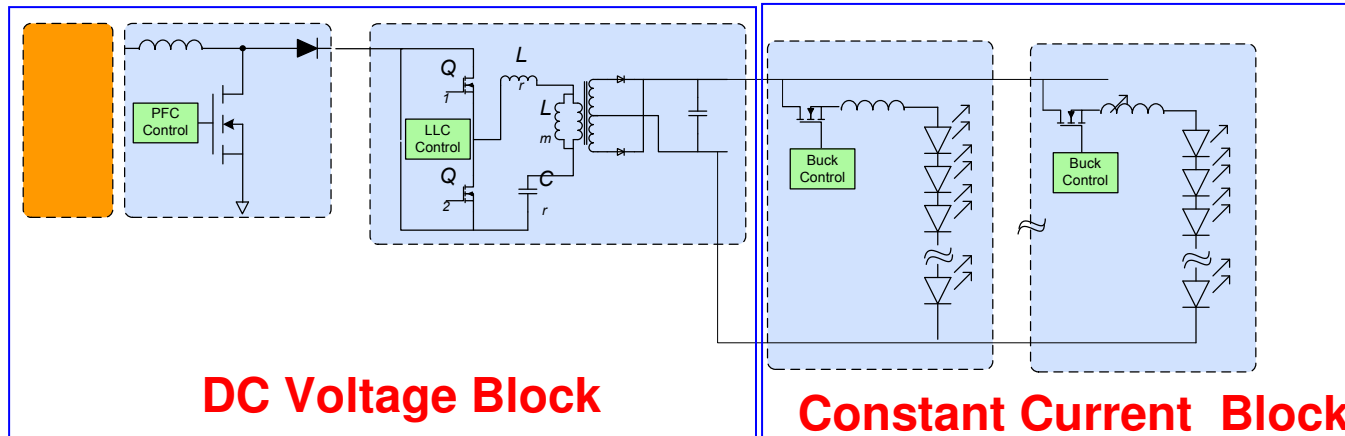 PFC
Control
Q
1
LLC
Control
Q
2
L
r
L
m
C
r
Buck
Control
Buck
Control
DC Voltage Block
Constant Current Block